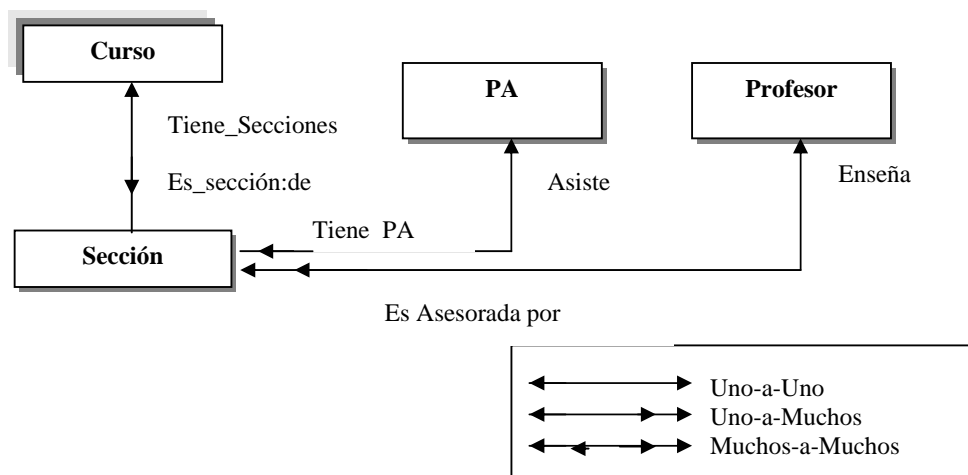 Curso
PA
Profesor
Tiene_Secciones
Es_sección:de
Asiste
Enseña
Tiene PA
Sección
Es Asesorada por
Uno-a-Uno
Uno-a-Muchos
Muchos-a-Muchos